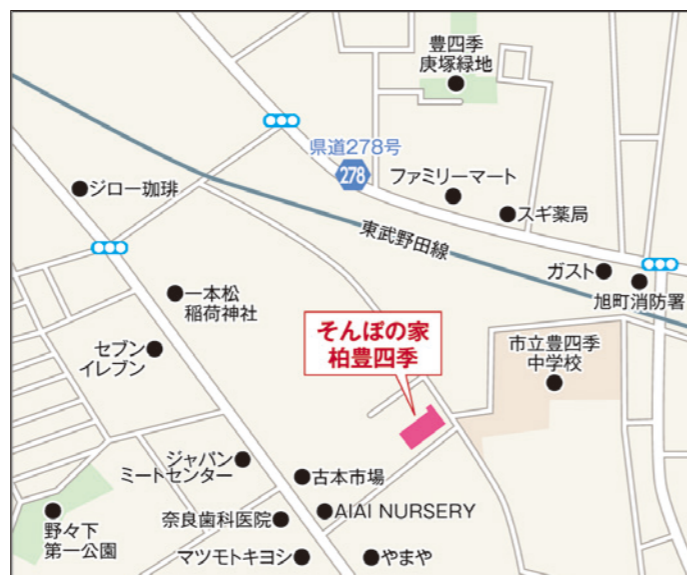 豊四季
庚塚緑地
県道278号
278
ファミリーマート
ジロー珈琲
スギ薬局
東武野田線
ガスト
旭町消防署
一本松
稲荷神社
そんぽの家
柏豊四季
セブン
イレブン
市立豊四季
中学校
ジャパン
ミートセンター
古本市場
奈良歯科医院
AIAI NURSERY
野々下
第一公園
マツモトキヨシ
やまや